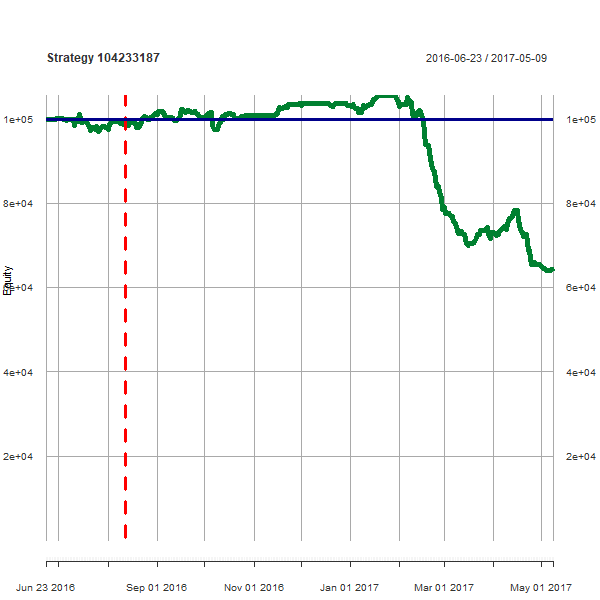 Strategy 104233187 2016-06-23 / 2017-05-09
1e+05 1e+05
8e+04 8e+04
Equity
6e+04 6e+04
4e+04 4e+04
2e+04 2e+04
Jun 23 2016 Sep 01 2016 Nov 01 2016 Jan 01 2017 Mar 01 2017 May 01 2017